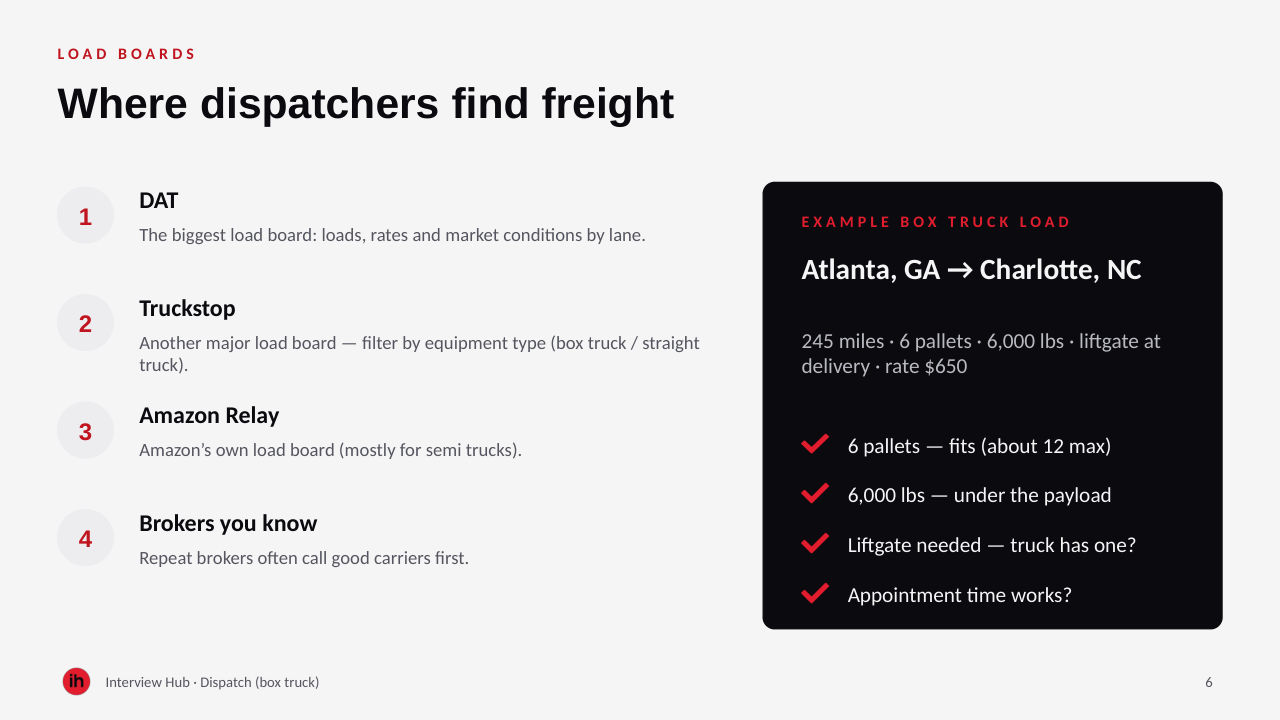 LOAD BOARDS
Where dispatchers find freight
1
DAT
The biggest load board: loads, rates and market conditions by lane.
2
Truckstop
Another major load board — filter by equipment type (box truck / straight
truck).
3
Amazon Relay
Amazon’s own load board (mostly for semi trucks).
4
Brokers you know
Repeat brokers often call good carriers first.
EXAMPLE BOX TRUCK LOAD
Atlanta, GA → Charlotte, NC
245 miles · 6 pallets · 6,000 lbs · liftgate at
delivery · rate $650
6 pallets — fits (about 12 max)
6,000 lbs — under the payload
Liftgate needed — truck has one?
Appointment time works?
ih
Interview Hub · Dispatch (box truck)
6